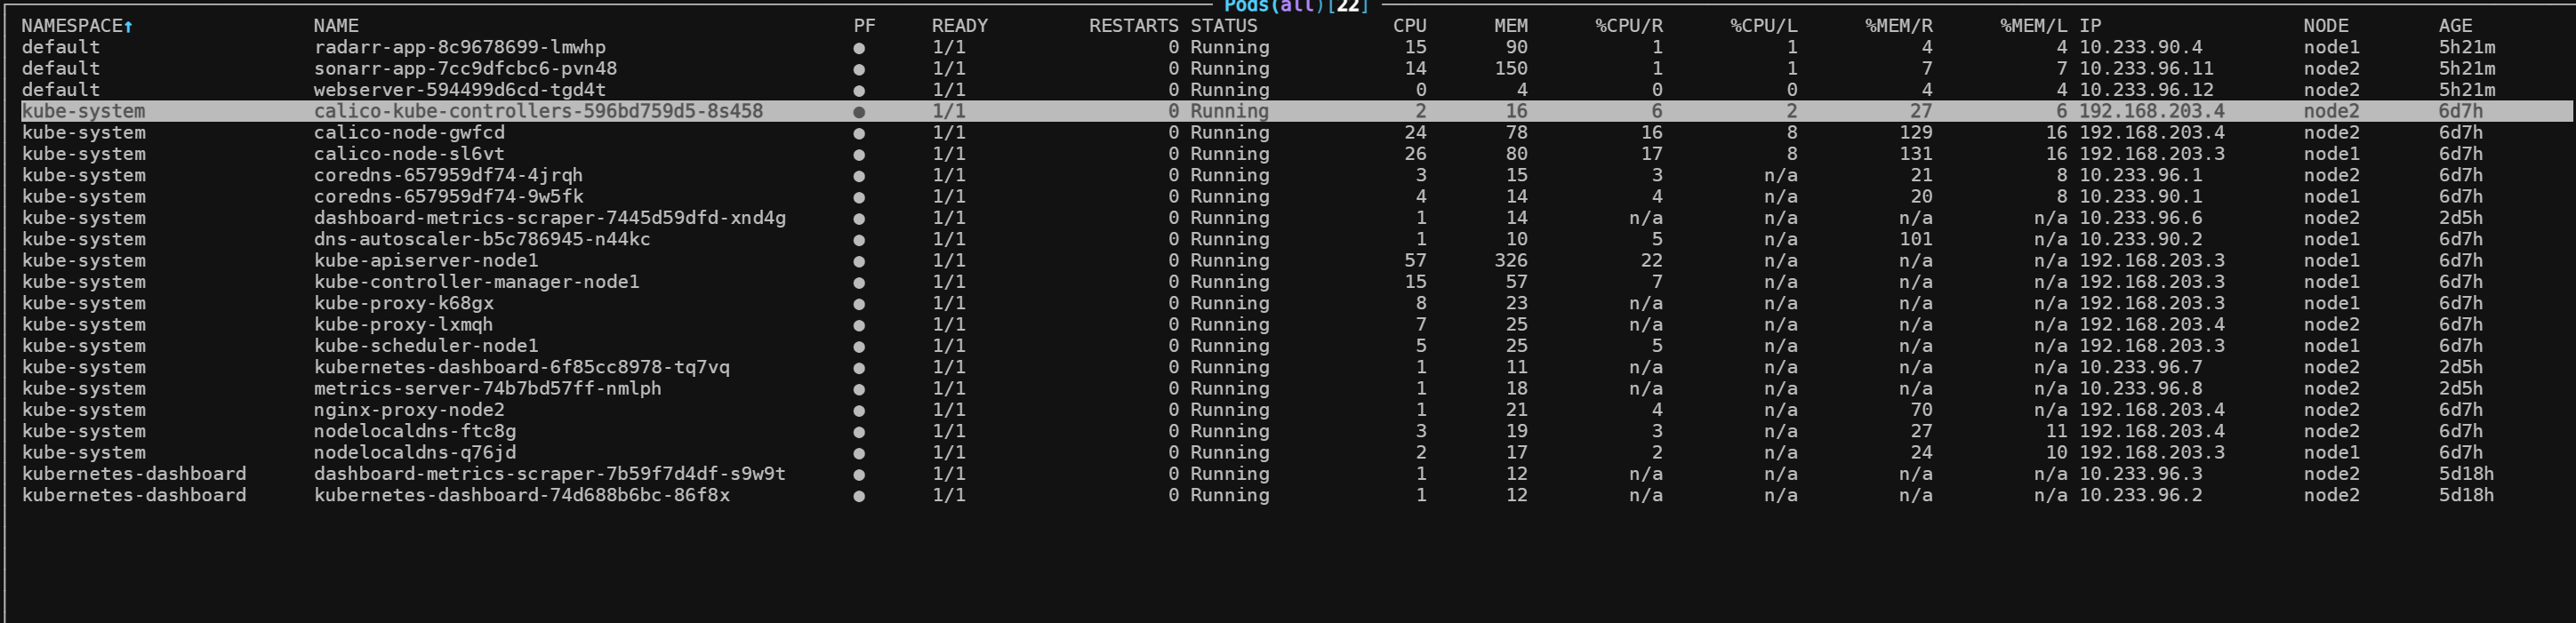 Pods(all)[22]
NAMESPACE↑ NAME PF READY RESTARTS STATUS CPU MEM %CPU/R %CPU/L %MEM/R %MEM/L IP NODE AGE
default radarr-app-8c9678699-lmwhp ● 1/1 0 Running 15 90 1 1 4 4 10.233.90.4 node1 5h21m
default sonarr-app-7cc9dfcbc6-pvn48 ● 1/1 0 Running 14 150 1 1 7 7 10.233.96.11 node2 5h21m
default webserver-594499d6cd-tgd4t ● 1/1 0 Running 0 4 0 0 4 4 10.233.96.12 node2 5h21m
kube-system calico-kube-controllers-596bd759d5-8s458 ● 1/1 0 Running 2 16 6 2 27 6 192.168.203.4 node2 6d7h
kube-system calico-node-gwfcd ● 1/1 0 Running 24 78 16 8 129 16 192.168.203.4 node2 6d7h
kube-system calico-node-sl6vt ● 1/1 0 Running 26 80 17 8 131 16 192.168.203.3 node1 6d7h
kube-system coredns-657959df74-4jrqh ● 1/1 0 Running 3 15 3 n/a 21 8 10.233.96.1 node2 6d7h
kube-system coredns-657959df74-9w5fk ● 1/1 0 Running 4 14 4 n/a 20 8 10.233.90.1 node1 6d7h
kube-system dashboard-metrics-scraper-7445d59dfd-xnd4g ● 1/1 0 Running 1 14 n/a n/a n/a n/a 10.233.96.6 node2 2d5h
kube-system dns-autoscaler-b5c786945-n44kc ● 1/1 0 Running 1 10 5 n/a 101 n/a 10.233.90.2 node1 6d7h
kube-system kube-apiserver-node1 ● 1/1 0 Running 57 326 22 n/a n/a n/a 192.168.203.3 node1 6d7h
kube-system kube-controller-manager-node1 ● 1/1 0 Running 15 57 7 n/a n/a n/a 192.168.203.3 node1 6d7h
kube-system kube-proxy-k68gx ● 1/1 0 Running 8 23 n/a n/a n/a n/a 192.168.203.3 node1 6d7h
kube-system kube-proxy-lxmqh ● 1/1 0 Running 7 25 n/a n/a n/a n/a 192.168.203.4 node2 6d7h
kube-system kube-scheduler-node1 ● 1/1 0 Running 5 25 5 n/a n/a n/a 192.168.203.3 node1 6d7h
kube-system kubernetes-dashboard-6f85cc8978-tq7vq ● 1/1 0 Running 1 11 n/a n/a n/a n/a 10.233.96.7 node2 2d5h
kube-system metrics-server-74b7bd57ff-nmlph ● 1/1 0 Running 1 18 n/a n/a n/a n/a 10.233.96.8 node2 2d5h
kube-system nginx-proxy-node2 ● 1/1 0 Running 1 21 4 n/a 70 n/a 192.168.203.4 node2 6d7h
kube-system nodelocaldns-ftc8g ● 1/1 0 Running 3 19 3 n/a 27 11 192.168.203.4 node2 6d7h
kube-system nodelocaldns-q76jd ● 1/1 0 Running 2 17 2 n/a 24 10 192.168.203.3 node1 6d7h
kubernetes-dashboard dashboard-metrics-scraper-7b59f7d4df-s9w9t ● 1/1 0 Running 1 12 n/a n/a n/a n/a 10.233.96.3 node2 5d18h
kubernetes-dashboard kubernetes-dashboard-74d688b6bc-86f8x ● 1/1 0 Running 1 12 n/a n/a n/a n/a 10.233.96.2 node2 5d18h